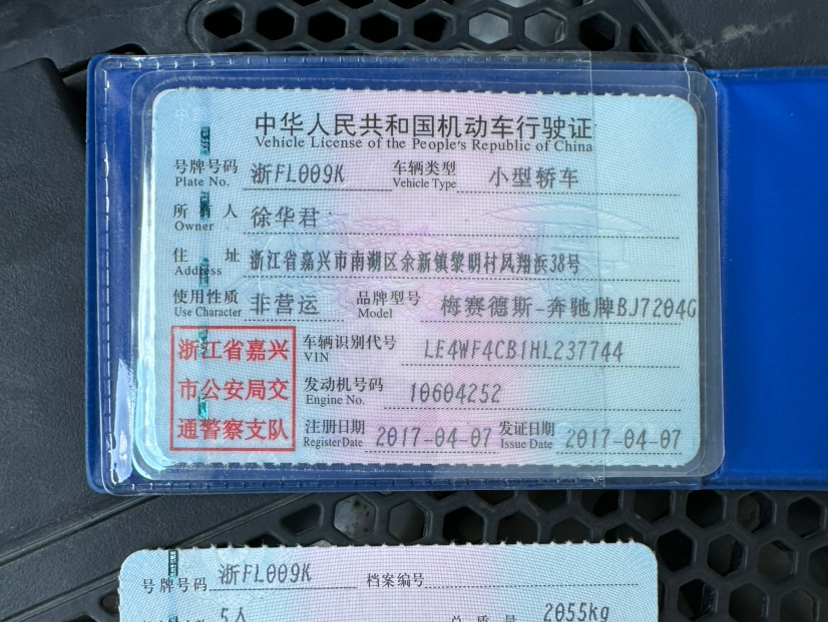 中华人民共和国机动车行驶证
Vehicle License of the People's Republic of China
号牌号码 浙FL009K 车辆类型 小型轿车
Plate No. Vehicle Type
所有人 徐华君
Owner
住址 浙江省嘉兴市南湖区余新镇黎明村凤翔浜38号
Address
使用性质 非营运 品牌型号 梅赛德斯-奔驰牌BJ7204G
Use Character Model
浙江省嘉兴
市公安局交
通警察支队
车辆识别代号 LE4WF4CB1HL237744
VIN
发动机号码 10604252
Engine No.
注册日期 2017-04-07 发证日期 2017-04-07
Register Date Issue Date
号牌号码 浙FL009K 档案编号
5人 总质量 2055kg